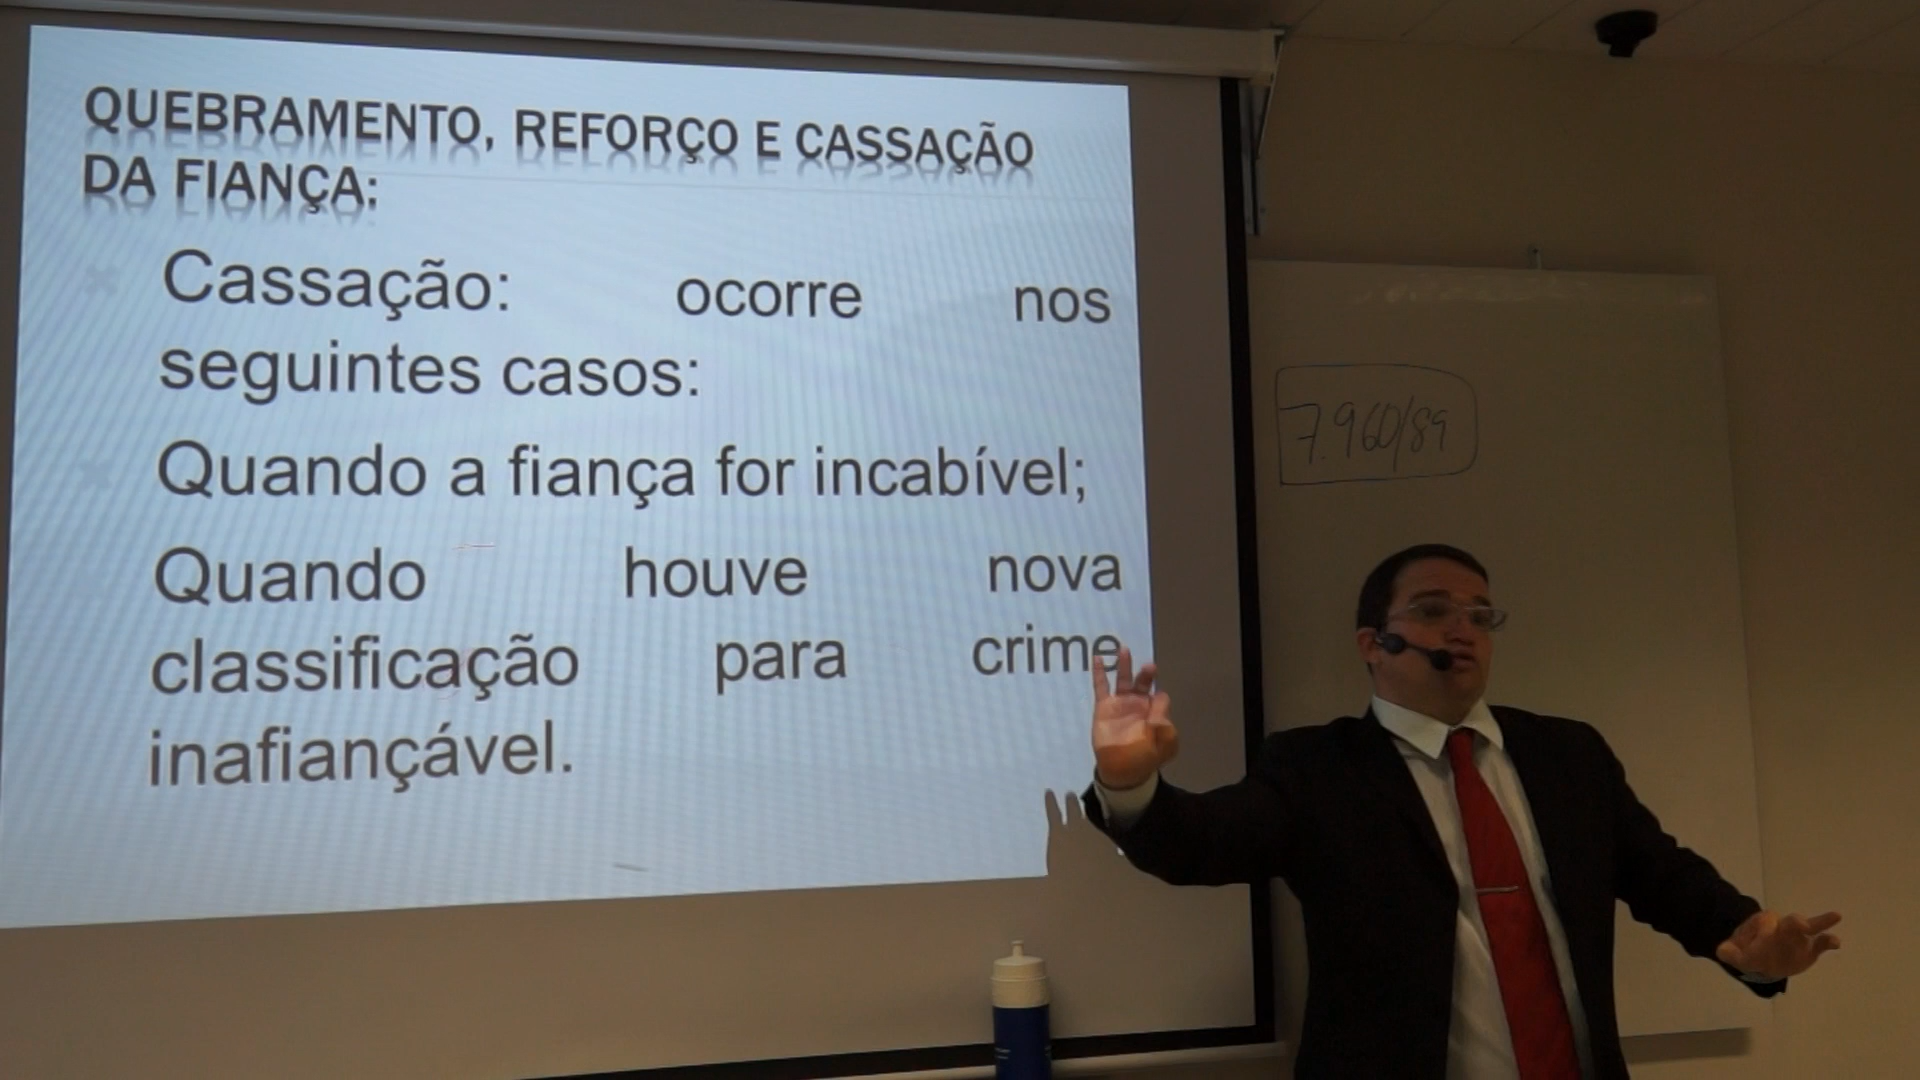 QUEBRAMENTO, REFORÇO E CASSAÇÃO
DA FIANÇA:
Cassação: ocorre nos
seguintes casos:
Quando a fiança for incabível;
Quando houve nova
classificação para crime
inafiançável.
7.960/89